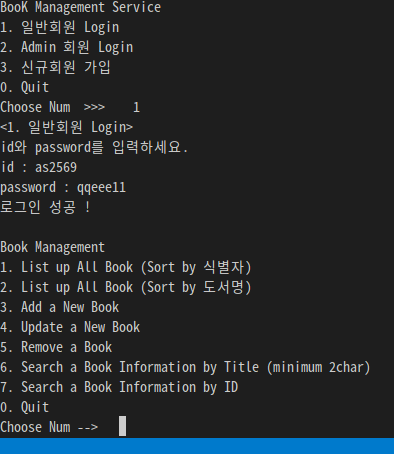 BooK Management Service
1. 일반회원 Login
2. Admin 회원 Login
3. 신규회원 가입
0. Quit
Choose Num >>> 1
<1. 일반회원 Login>
id와 password를 입력하세요.
id : as2569
password : qqeee11
로그인 성공 !
Book Management
1. List up All Book (Sort by 식별자)
2. List up All Book (Sort by 도서명)
3. Add a New Book
4. Update a New Book
5. Remove a Book
6. Search a Book Information by Title (minimum 2char)
7. Search a Book Information by ID
0. Quit
Choose Num -->